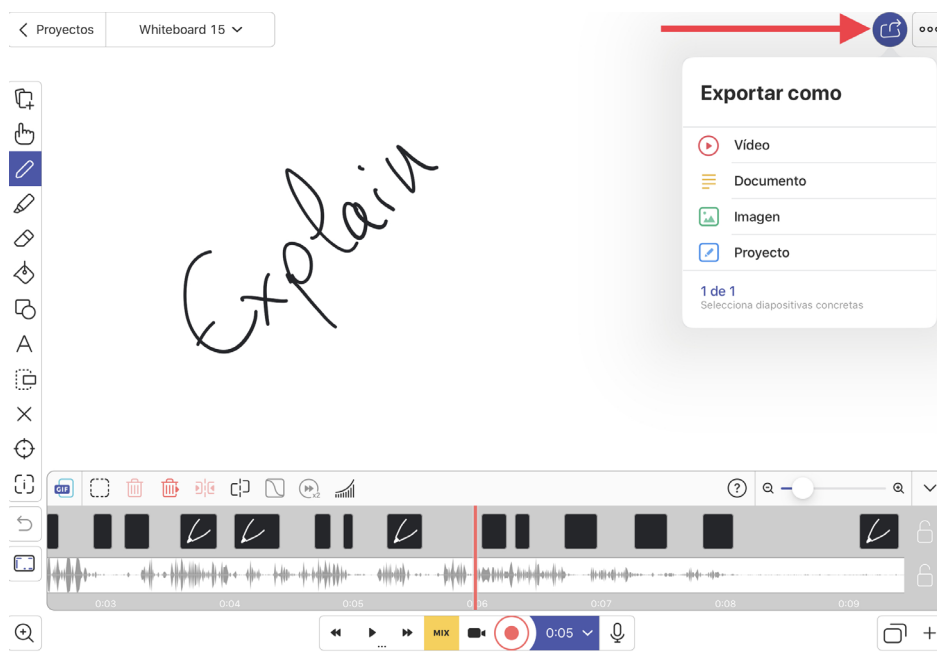 Proyectos
Whiteboard 15
Exportar como
Vídeo
Documento
Imagen
Proyecto
1 de 1
Selecciona diapositivas concretas
Explain
A
GIF
x2
?
0:03 0:04 0:05 0:06 0:07 0:08 0:09
MIX
0:05